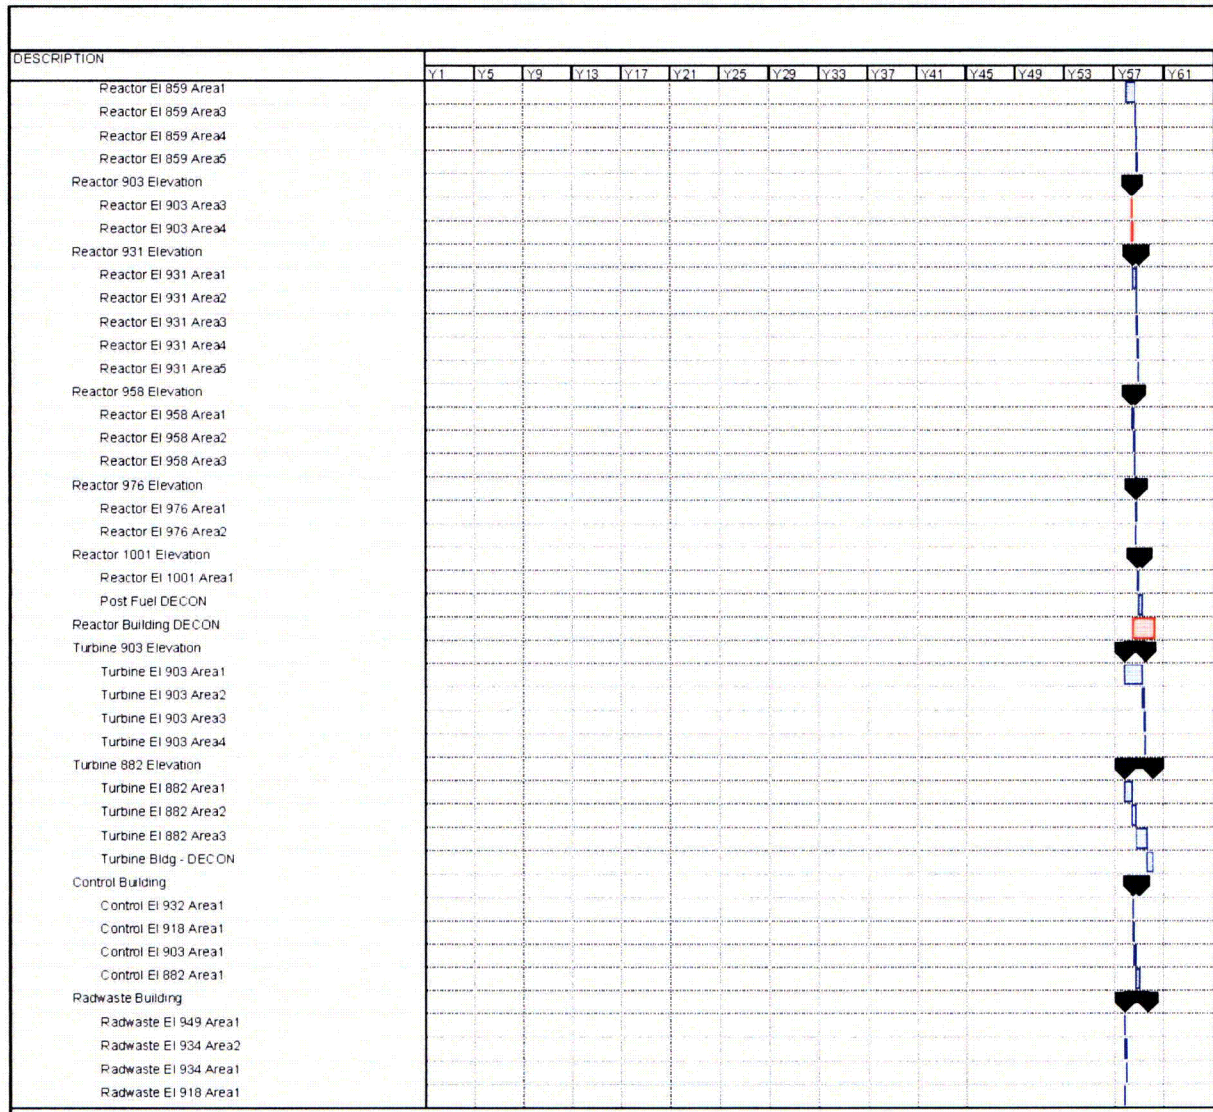 DESCRIPTION
Y1 Y5 Y9 Y13 Y17 Y21 Y25 Y29 Y33 Y37 Y41 Y45 Y49 Y53 Y57 Y61
Reactor El 859 Area1
Reactor El 859 Area3
Reactor El 859 Area4
Reactor El 859 Area5
Reactor 903 Elevation
Reactor El 903 Area3
Reactor El 903 Area4
Reactor 931 Elevation
Reactor El 931 Area1
Reactor El 931 Area2
Reactor El 931 Area3
Reactor El 931 Area4
Reactor El 931 Area5
Reactor 958 Elevation
Reactor El 958 Area1
Reactor El 958 Area2
Reactor El 958 Area3
Reactor 976 Elevation
Reactor El 976 Area1
Reactor El 976 Area2
Reactor 1001 Elevation
Reactor El 1001 Area1
Post Fuel DECON
Reactor Building DECON
Turbine 903 Elevation
Turbine El 903 Area1
Turbine El 903 Area2
Turbine El 903 Area3
Turbine El 903 Area4
Turbine 882 Elevation
Turbine El 882 Area1
Turbine El 882 Area2
Turbine El 882 Area3
Turbine Bldg - DECON
Control Building
Control El 932 Area1
Control El 918 Area1
Control El 903 Area1
Control El 882 Area1
Radwaste Building
Radwaste El 949 Area1
Radwaste El 934 Area2
Radwaste El 934 Area1
Radwaste El 918 Area1